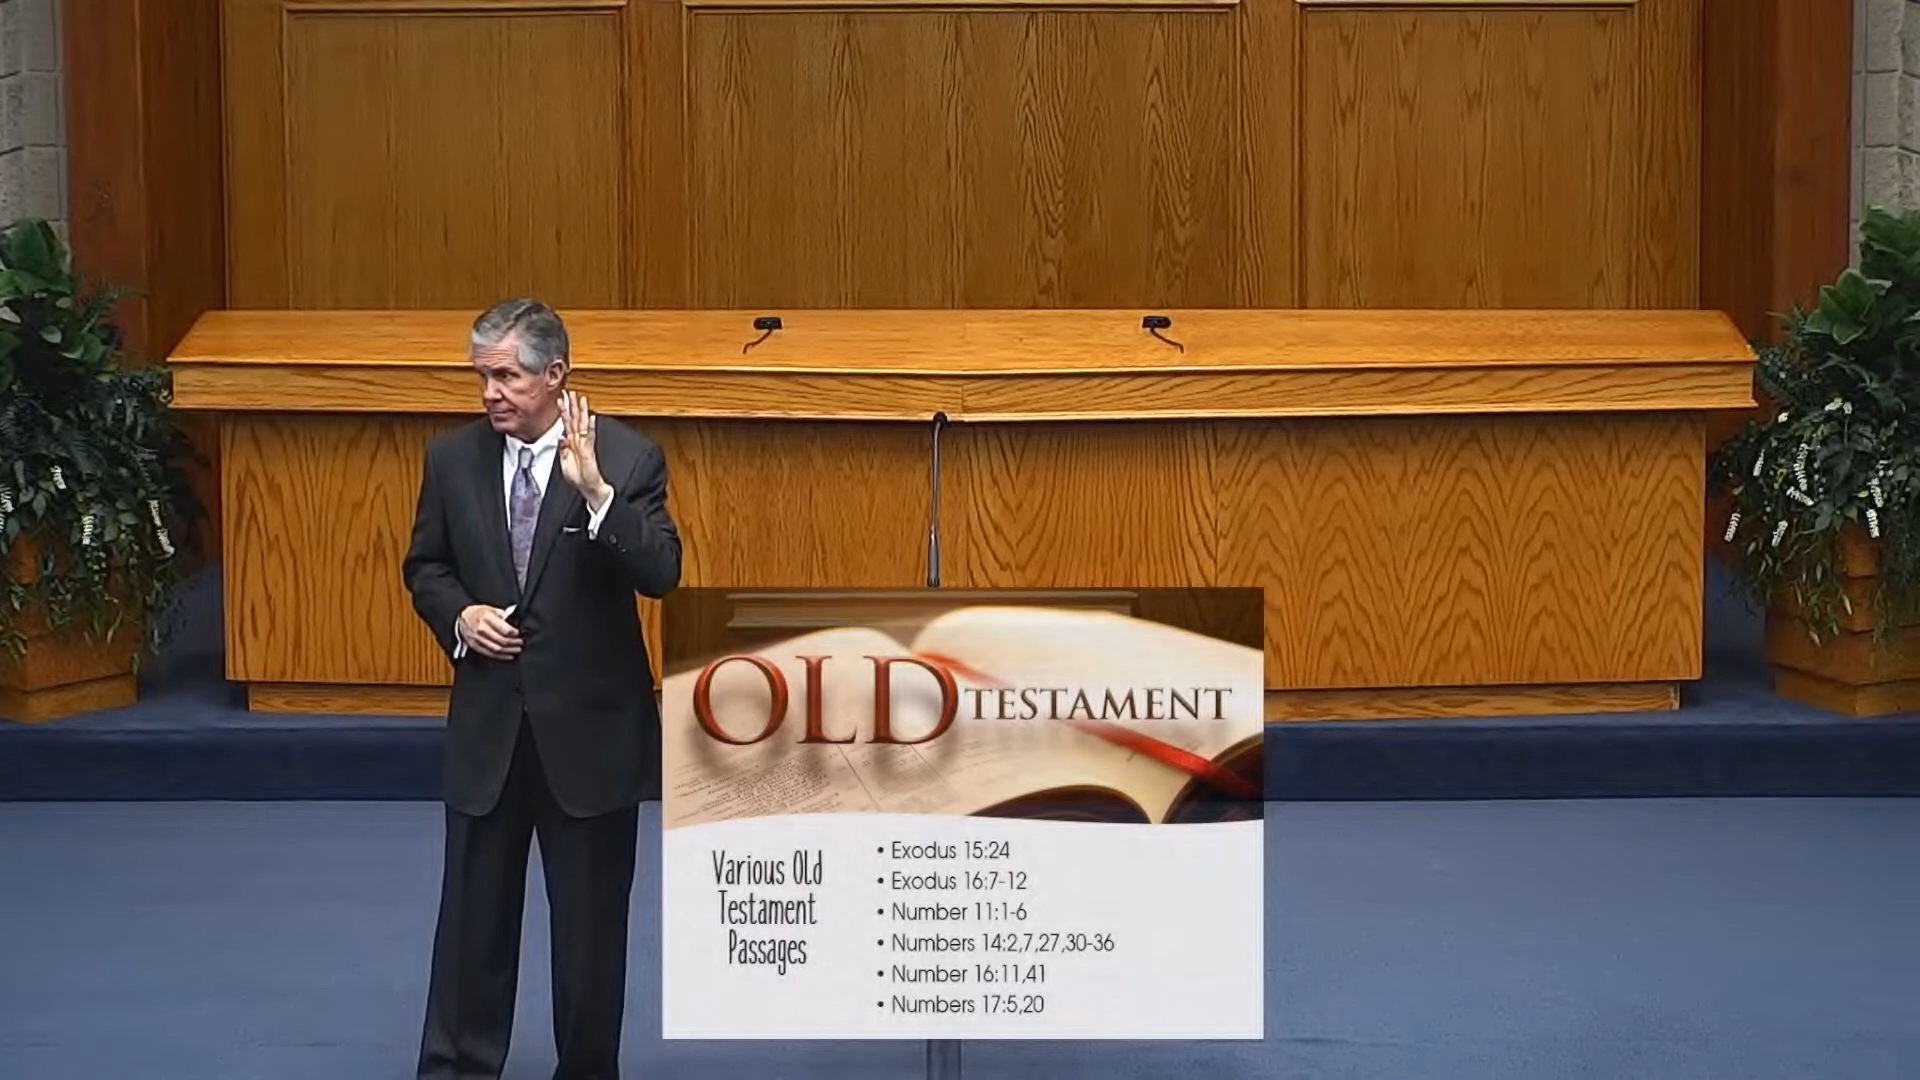 OLD TESTAMENT
Various Old
Testament
Passages
• Exodus 15:24
• Exodus 16:7-12
• Number 11:1-6
• Numbers 14:2,7,27,30-36
• Number 16:11,41
• Numbers 17:5,20